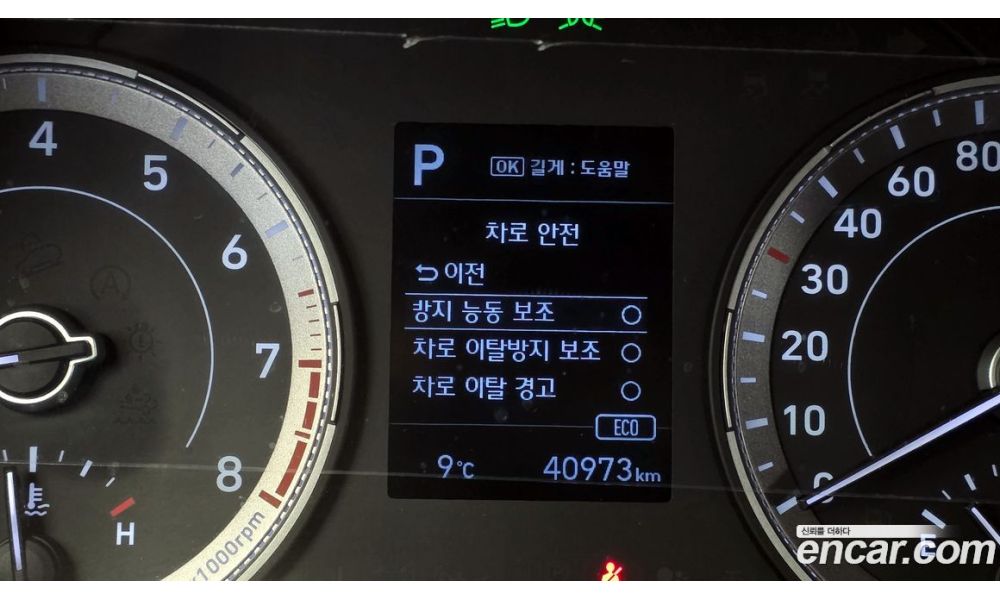 4
5
6
7
8
x1000rpm
H
P
OK 길게 : 도움말
차로 안전
이전
방지 능동 보조
차로 이탈방지 보조
차로 이탈 경고
ECO
9℃
40973km
80
60
40
30
20
10
0
신뢰를 더하다
encar.com